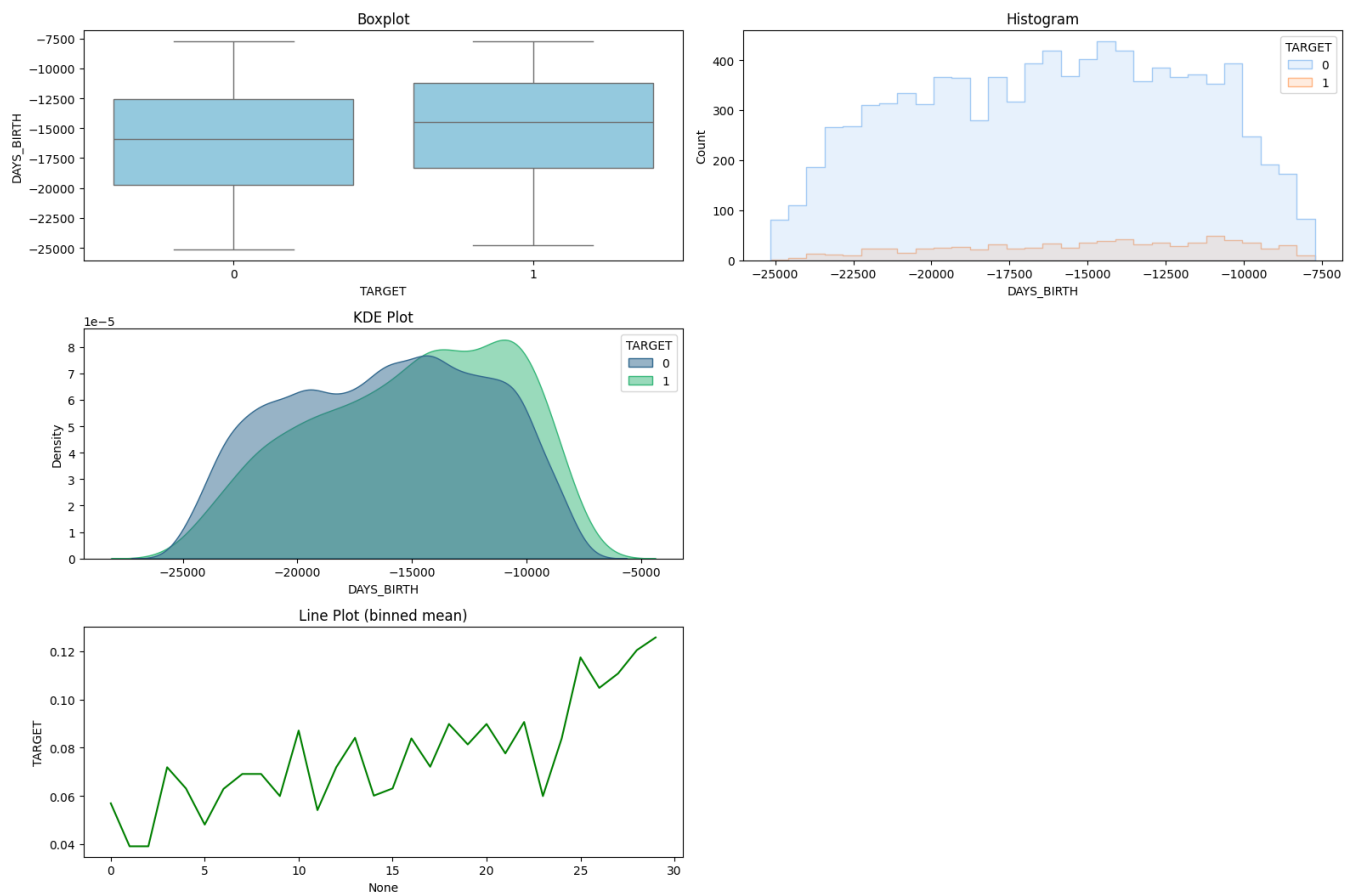 Boxplot
−7500
−10000
−12500
−15000
−17500
−20000
−22500
−25000
DAYS_BIRTH
0 1
TARGET
Histogram
400
300
200
100
0
Count
TARGET
0
1
−25000 −22500 −20000 −17500 −15000 −12500 −10000 −7500
DAYS_BIRTH
KDE Plot
1e−5
8
7
6
5
4
3
2
1
0
Density
TARGET
0
1
−25000 −20000 −15000 −10000 −5000
DAYS_BIRTH
Line Plot (binned mean)
0.12
0.10
0.08
0.06
0.04
TARGET
0 5 10 15 20 25 30
None